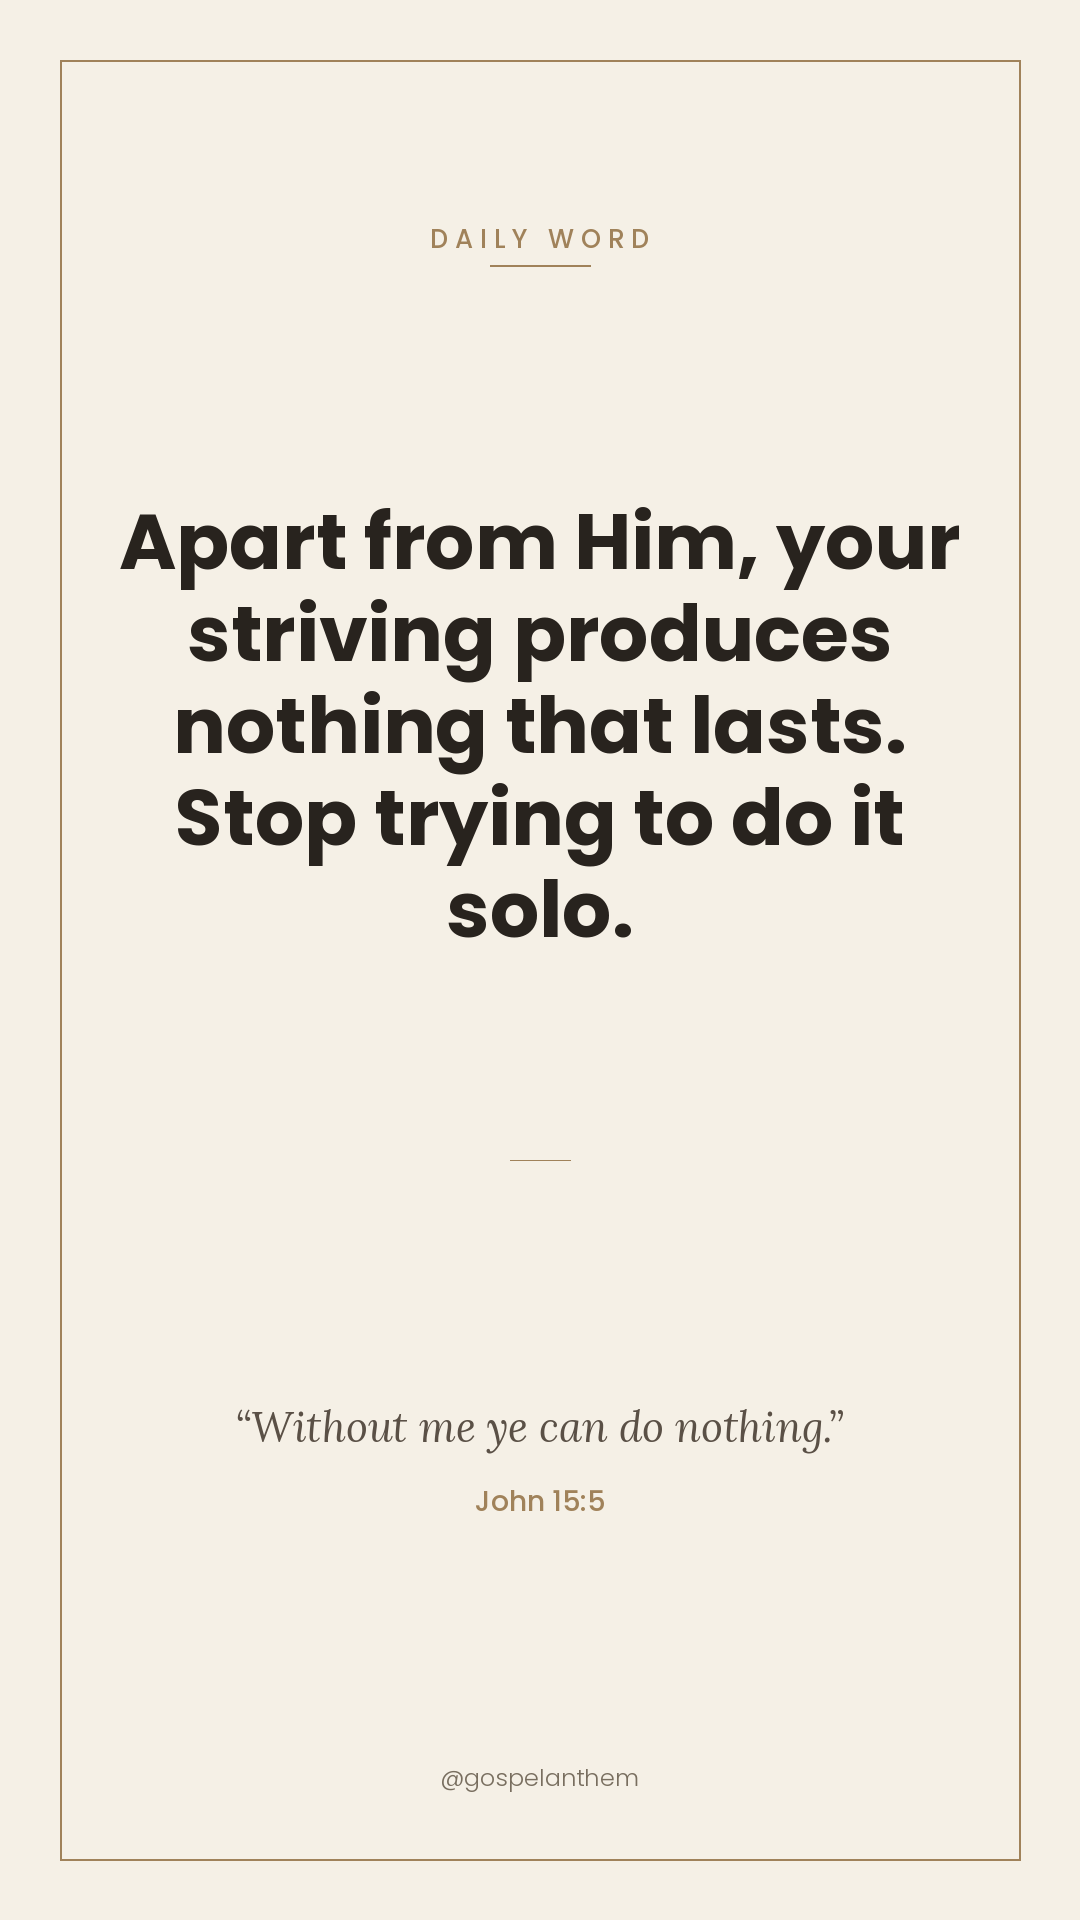 DAILY WORD
Apart from Him, your
striving produces
nothing that lasts.
Stop trying to do it
solo.
“Without me ye can do nothing.”
John 15:5
@gospelanthem